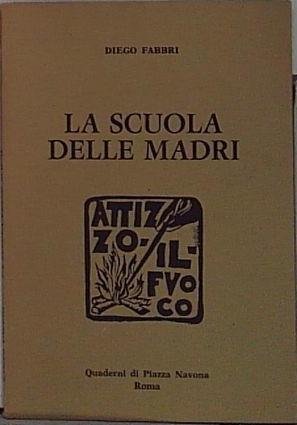 DIEGO FABBRI
LA SCUOLA
DELLE MADRI
ATTIZ
ZO-IL-
FVO
CO
Quaderni di Piazza Navona
Roma